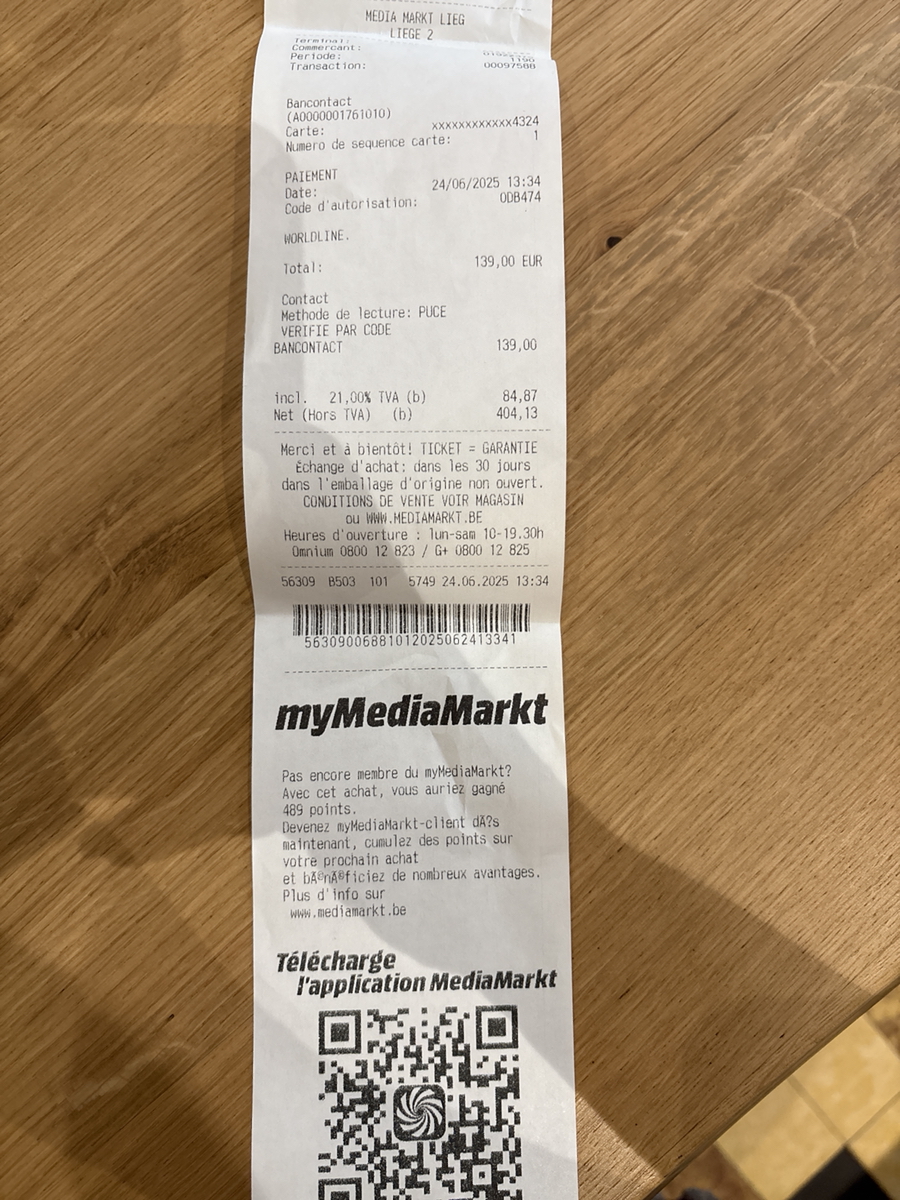 MEDIA MARKT LIEG
LIEGE 2
Terminal:
Commercant:
Periode: 1190
Transaction: 00097588
Bancontact
(A0000001761010)
Carte: xxxxxxxxxxxx4324
Numero de sequence carte: 1
PAIEMENT
Date: 24/06/2025 13:34
Code d'autorisation: 0DB474
WORLDLINE.
Total: 139,00 EUR
Contact
Methode de lecture: PUCE
VERIFIE PAR CODE
BANCONTACT 139,00
incl. 21,00% TVA (b) 84,87
Net (Hors TVA) (b) 404,13
Merci et à bientôt! TICKET = GARANTIE
Échange d'achat: dans les 30 jours
dans l'emballage d'origine non ouvert.
CONDITIONS DE VENTE VOIR MAGASIN
ou WWW.MEDIAMARKT.BE
Heures d'ouverture : lun-sam 10-19.30h
Omnium 0800 12 823 / G+ 0800 12 825
56309 B503 101 5749 24.06.2025 13:34
56309006881012025062413341
myMediaMarkt
Pas encore membre du myMediaMarkt?
Avec cet achat, vous auriez gagné
489 points.
Devenez myMediaMarkt-client dÃ?s
maintenant, cumulez des points sur
votre prochain achat
et bÃ©nÃ©ficiez de nombreux avantages.
Plus d'info sur
www.mediamarkt.be
Télécharge
l'application MediaMarkt